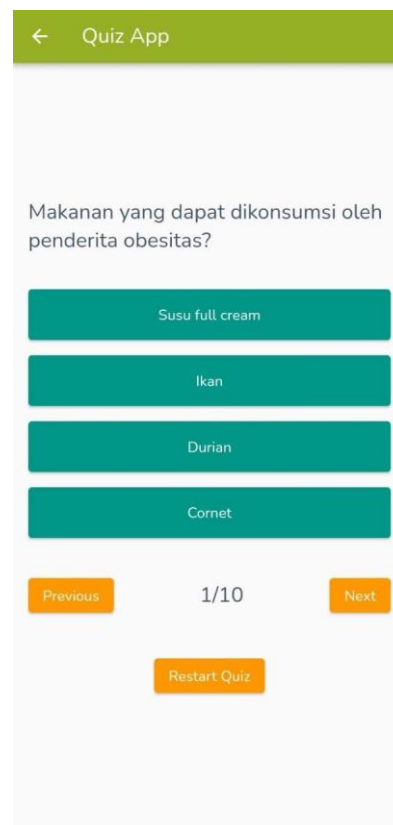 Quiz App
Makanan yang dapat dikonsumsi oleh
penderita obesitas?
Susu full cream
Ikan
Durian
Cornet
Previous
1/10
Next
Restart Quiz